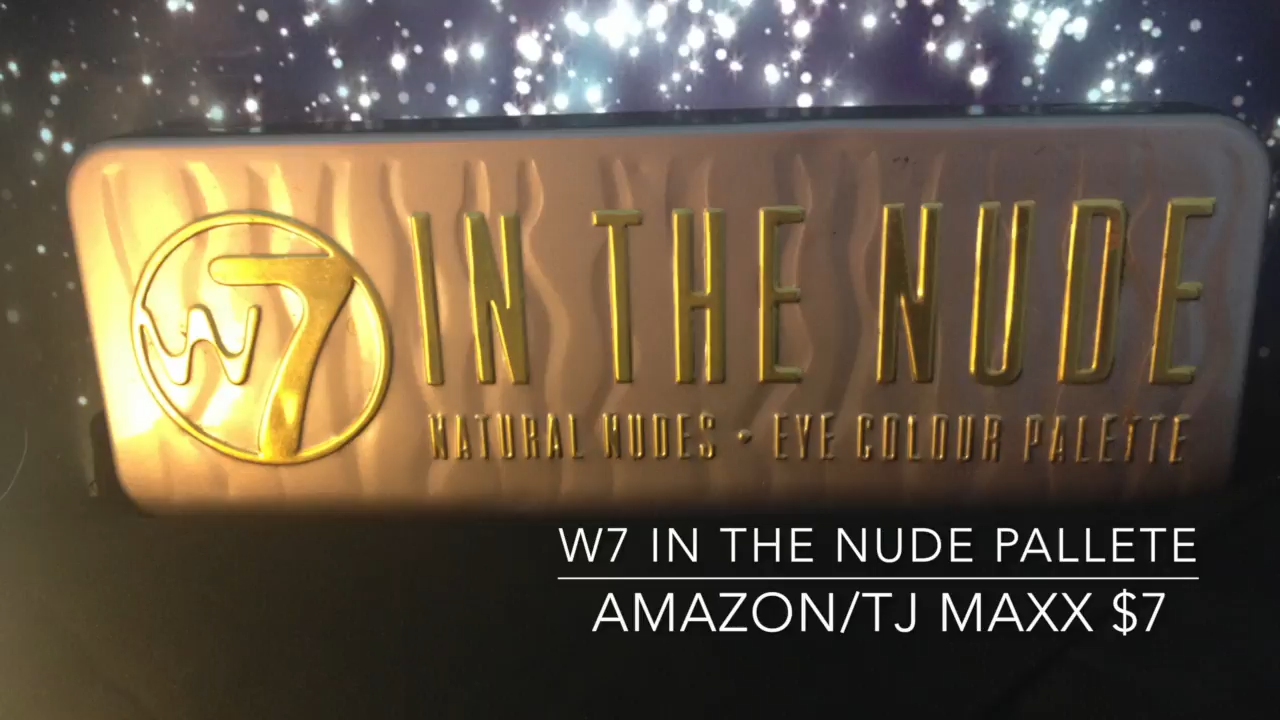 W7
IN THE NUDE
NATURAL NUDES • EYE COLOUR PALETTE
W7 IN THE NUDE PALLETE
AMAZON/TJ MAXX $7